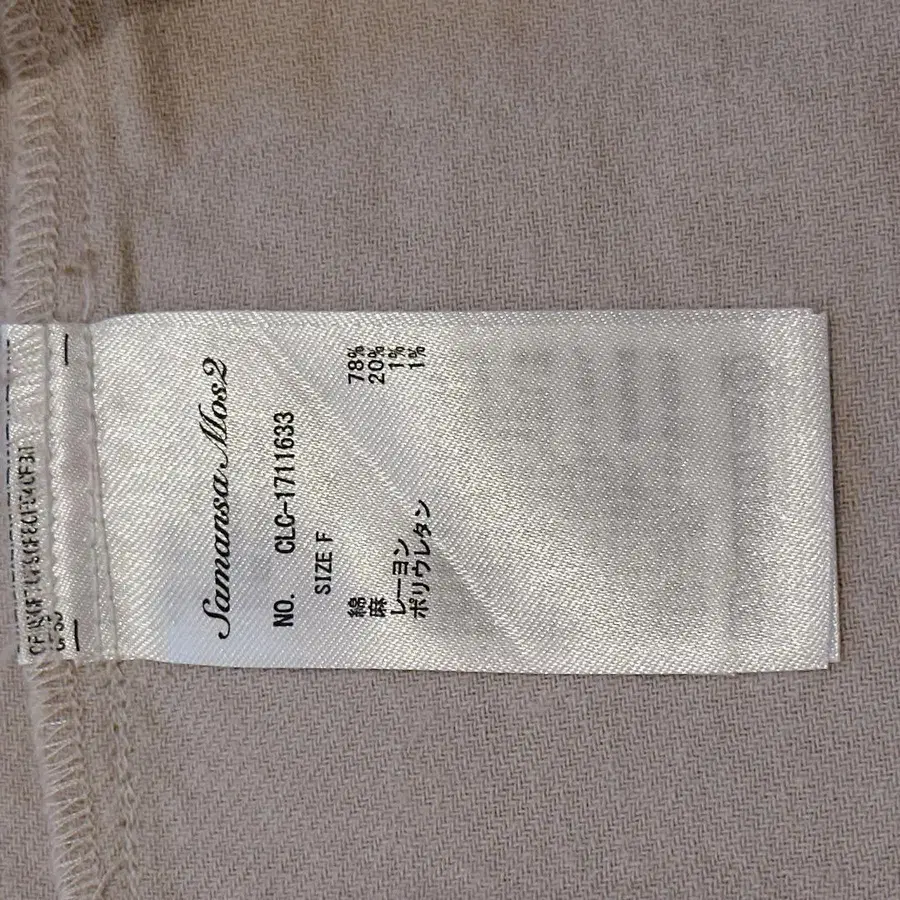 Samansa Mos2
NO. CLC-1711633
SIZE F
綿 78%
麻 20%
レーヨン 1%
ポリウレタン 1%